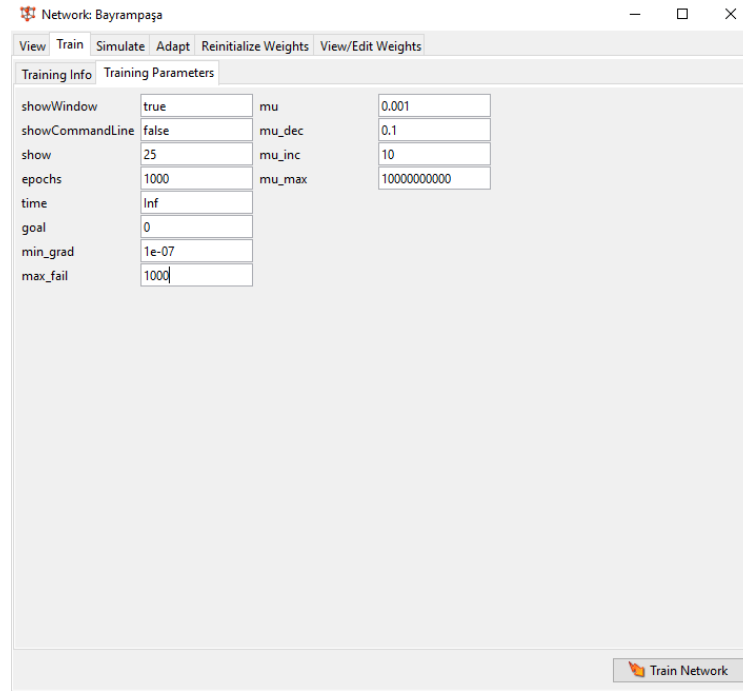 Network: Bayrampaşa
View Train Simulate Adapt Reinitialize Weights View/Edit Weights
Training Info Training Parameters
showWindow true mu 0.001
showCommandLine false mu_dec 0.1
show 25 mu_inc 10
epochs 1000 mu_max 10000000000
time Inf
goal 0
min_grad 1e-07
max_fail 1000
Train Network